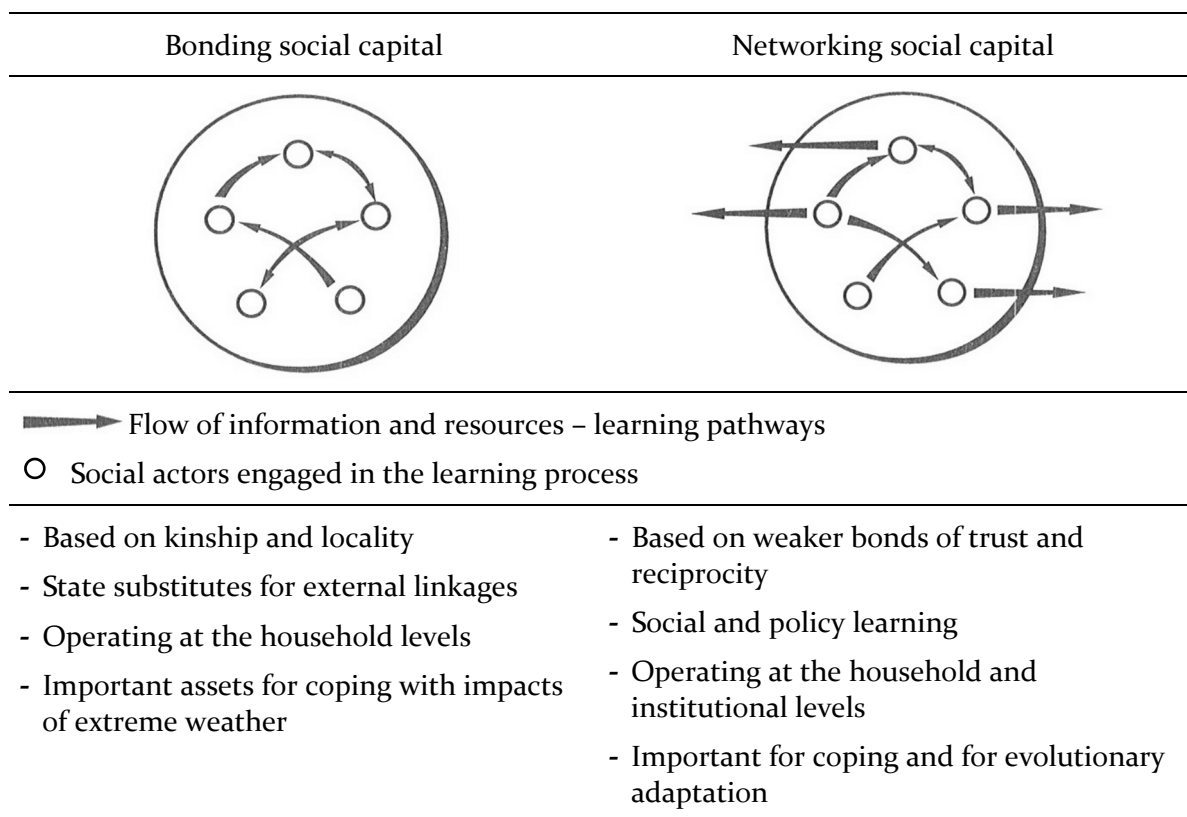 Bonding social capital
Networking social capital
Flow of information and resources – learning pathways
Social actors engaged in the learning process
- Based on kinship and locality
- State substitutes for external linkages
- Operating at the household levels
- Important assets for coping with impacts
of extreme weather
- Based on weaker bonds of trust and
reciprocity
- Social and policy learning
- Operating at the household and
institutional levels
- Important for coping and for evolutionary
adaptation